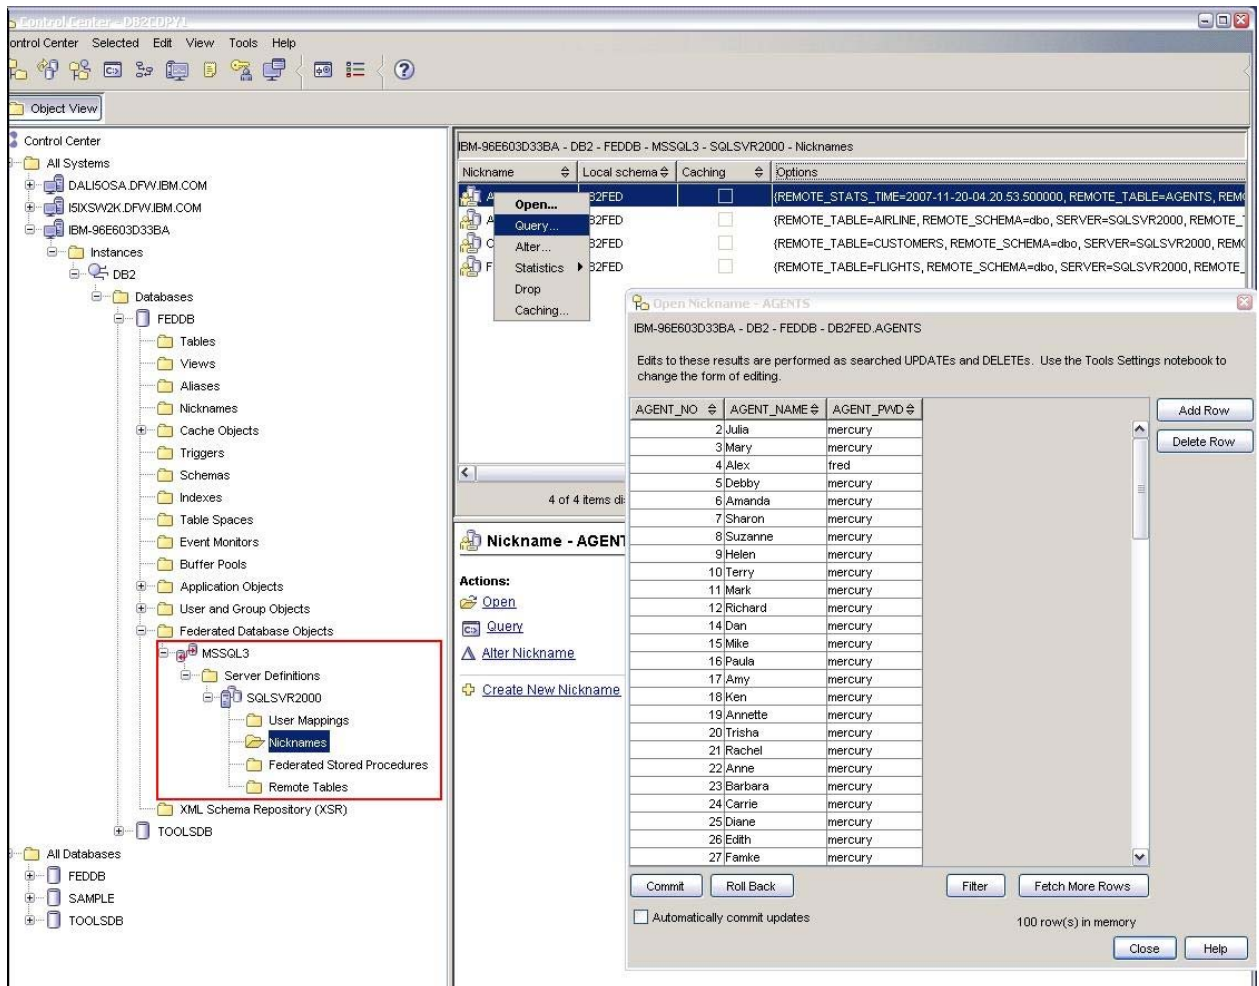 Control Center - DB2COPY1
ontrol Center Selected Edit View Tools Help
Object View
Control Center
All Systems
DALI5OSA.DFW.IBM.COM
I5IXSW2K.DFW.IBM.COM
IBM-96E603D33BA
Instances
DB2
Databases
FEDDB
Tables
Views
Aliases
Nicknames
Cache Objects
Triggers
Schemas
Indexes
Table Spaces
Event Monitors
Buffer Pools
Application Objects
User and Group Objects
Federated Database Objects
MSSQL3
Server Definitions
SQLSVR2000
User Mappings
Nicknames
Federated Stored Procedures
Remote Tables
XML Schema Repository (XSR)
TOOLSDB
All Databases
FEDDB
SAMPLE
TOOLSDB
IBM-96E603D33BA - DB2 - FEDDB - MSSQL3 - SQLSVR2000 - Nicknames
Nickname Local schema Caching Options
A B2FED {REMOTE_STATS_TIME=2007-11-20-04.20.53.500000, REMOTE_TABLE=AGENTS, REM
A B2FED {REMOTE_TABLE=AIRLINE, REMOTE_SCHEMA=dbo, SERVER=SQLSVR2000, REMOTE_T
C B2FED {REMOTE_TABLE=CUSTOMERS, REMOTE_SCHEMA=dbo, SERVER=SQLSVR2000, REM
F B2FED {REMOTE_TABLE=FLIGHTS, REMOTE_SCHEMA=dbo, SERVER=SQLSVR2000, REMOTE_
Open...
Query...
Alter...
Statistics
Drop
Caching...
4 of 4 items di
Nickname - AGENT
Actions:
Open
Query
Alter Nickname
Create New Nickname
Open Nickname - AGENTS
IBM-96E603D33BA - DB2 - FEDDB - DB2FED.AGENTS
Edits to these results are performed as searched UPDATEs and DELETEs. Use the Tools Settings notebook to
change the form of editing.
AGENT_NO AGENT_NAME AGENT_PWD
2 Julia mercury
3 Mary mercury
4 Alex fred
5 Debby mercury
6 Amanda mercury
7 Sharon mercury
8 Suzanne mercury
9 Helen mercury
10 Terry mercury
11 Mark mercury
12 Richard mercury
14 Dan mercury
15 Mike mercury
16 Paula mercury
17 Amy mercury
18 Ken mercury
19 Annette mercury
20 Trisha mercury
21 Rachel mercury
22 Anne mercury
23 Barbara mercury
24 Carrie mercury
25 Diane mercury
26 Edith mercury
27 Famke mercury
Add Row
Delete Row
Commit Roll Back Filter Fetch More Rows
Automatically commit updates
100 row(s) in memory
Close Help